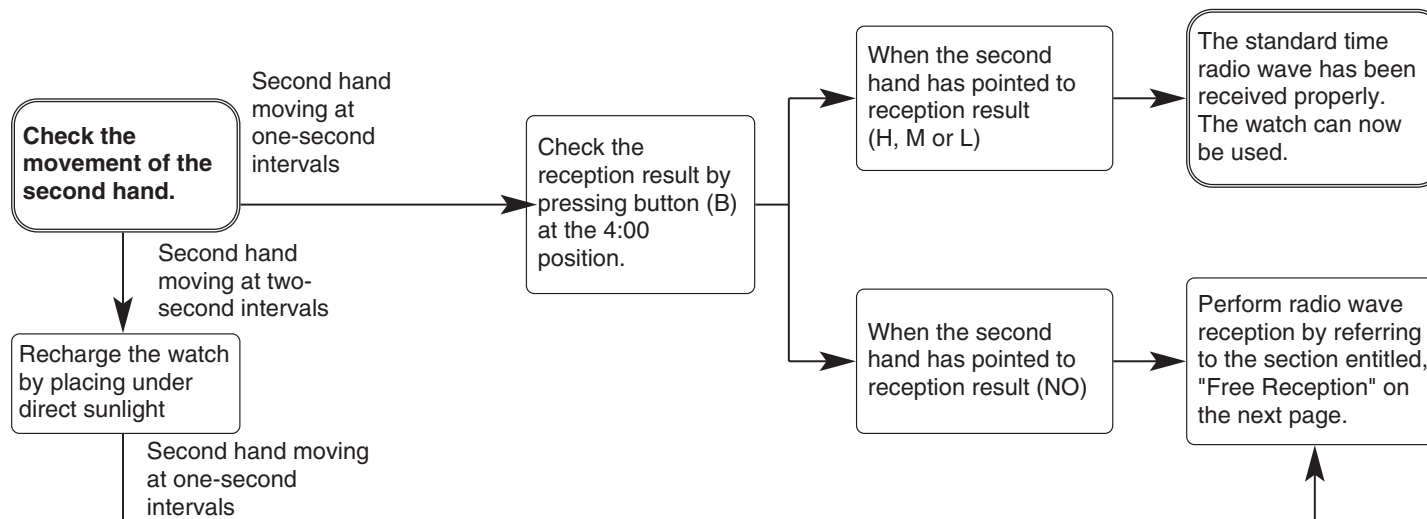 Check the
movement of the
second hand.
Second hand
moving at
one-second
intervals
Check the
reception result by
pressing button (B)
at the 4:00
position.
When the second
hand has pointed to
reception result
(H, M or L)
The standard time
radio wave has been
received properly.
The watch can now
be used.
Second hand
moving at two-
second intervals
Recharge the watch
by placing under
direct sunlight
Second hand moving
at one-second
intervals
When the second
hand has pointed to
reception result (NO)
Perform radio wave
reception by referring
to the section entitled,
"Free Reception" on
the next page.